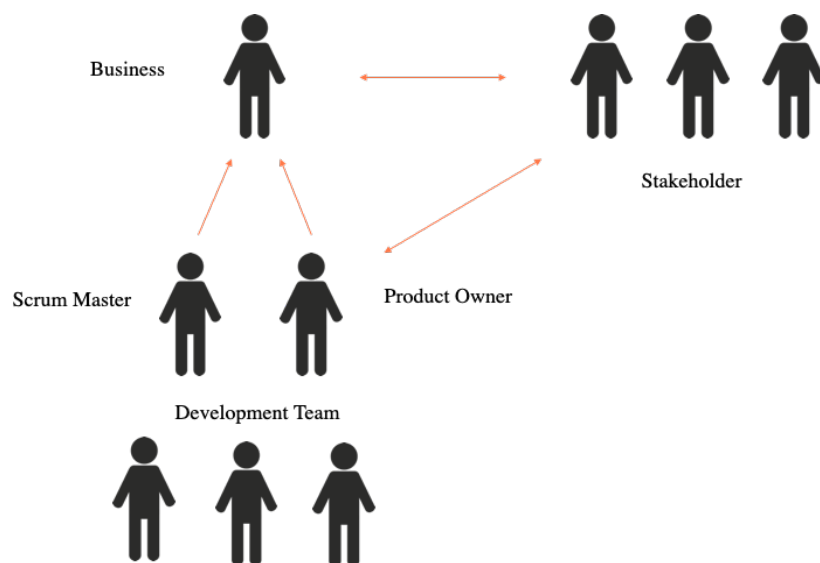 Business
Stakeholder
Scrum Master
Product Owner
Development Team